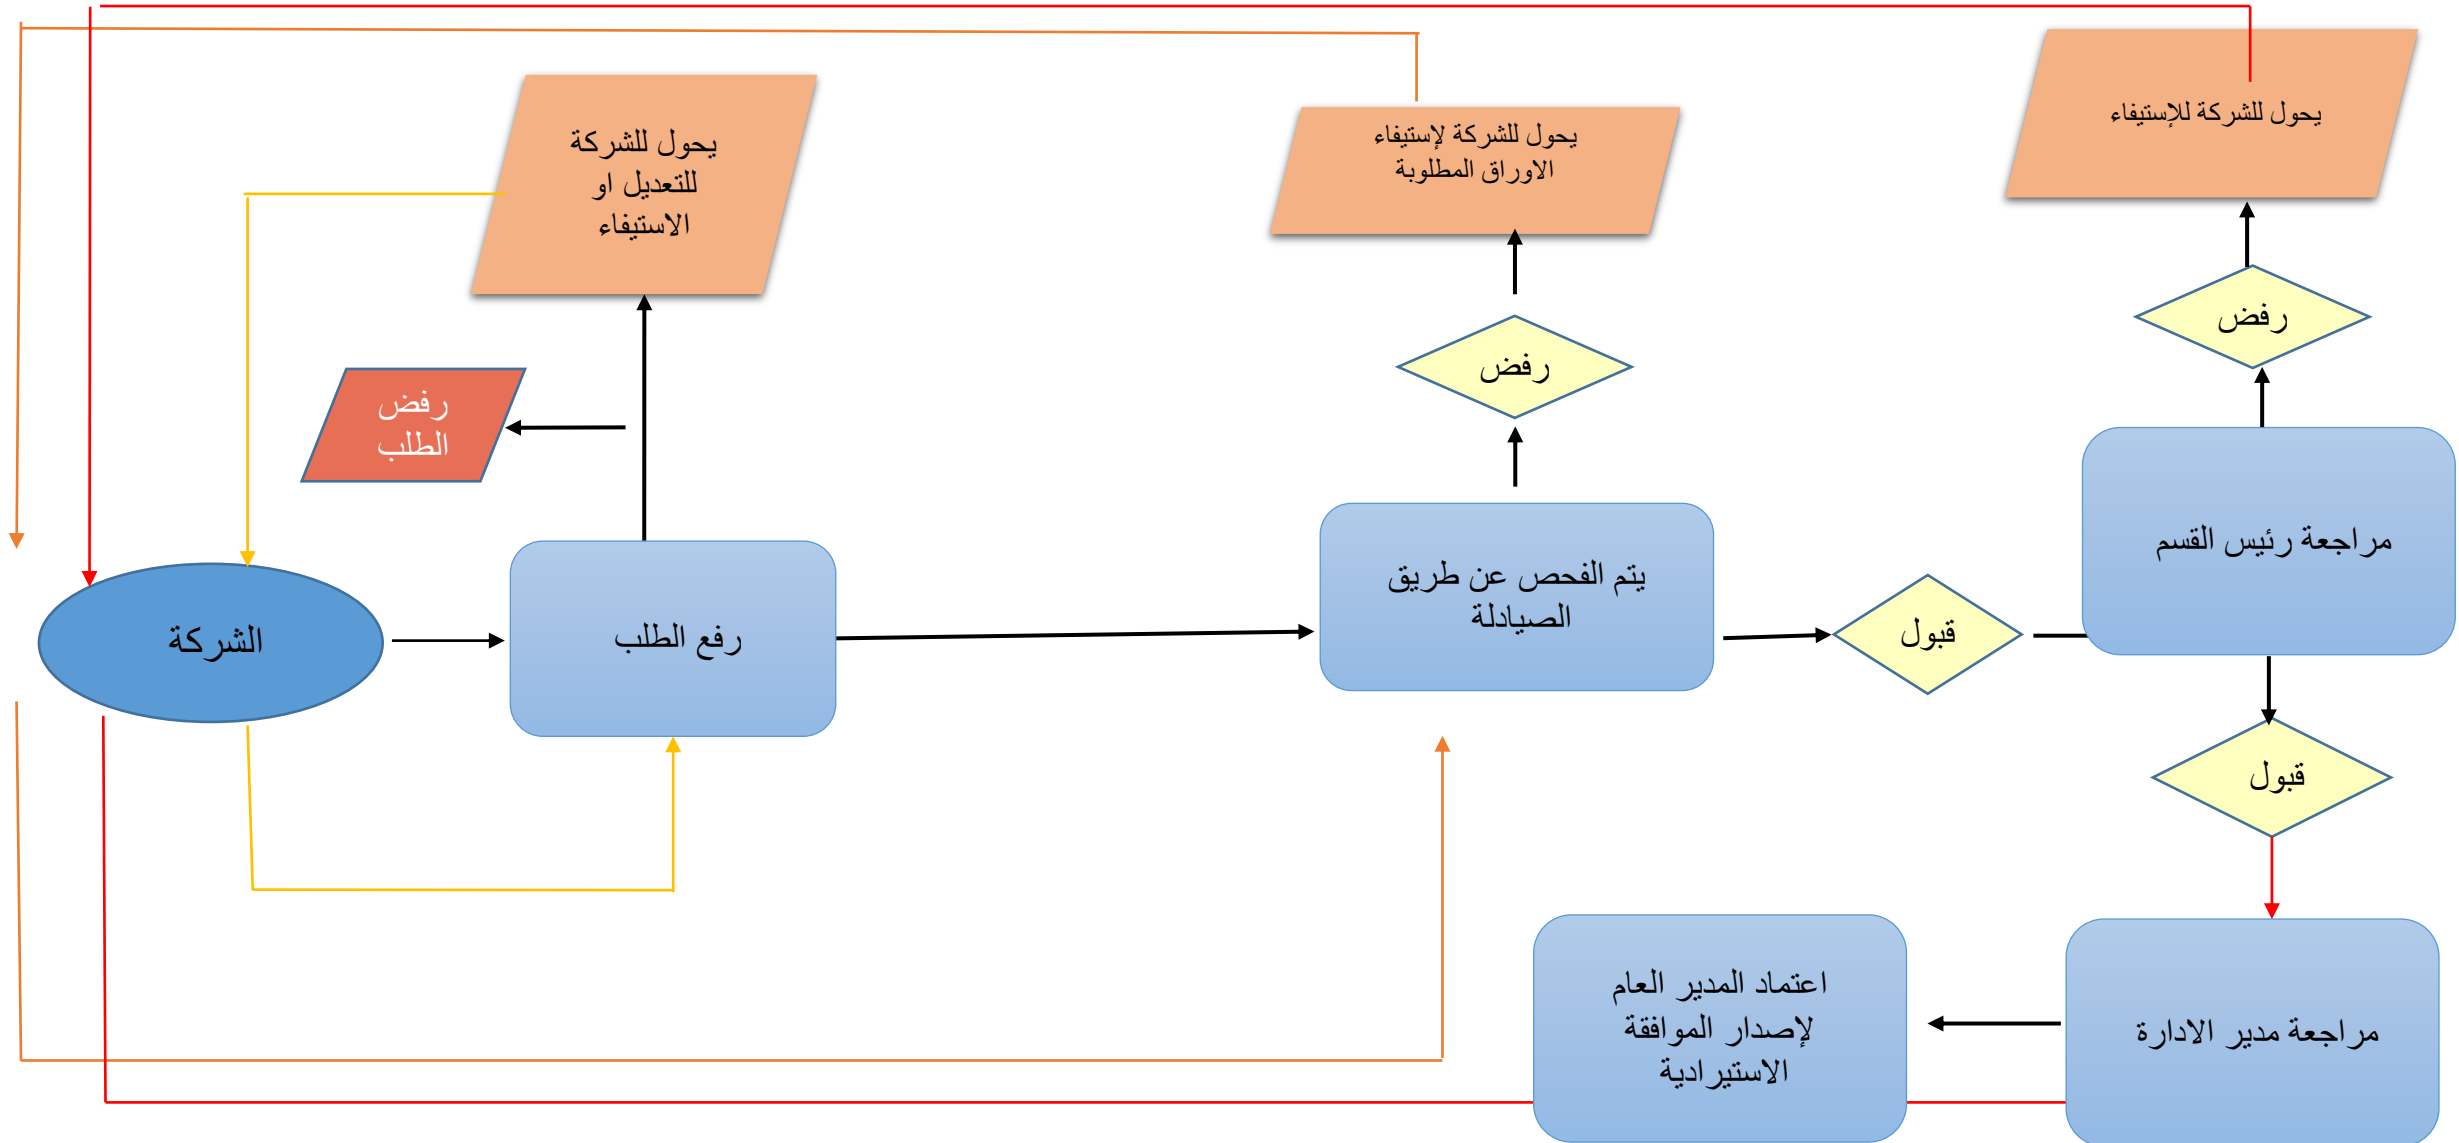 يحول للشركة
للتعديل او
الاستيفاء
يحول للشركة لإستيفاء
الاوراق المطلوبة
يحول للشركة للإستيفاء
رفض
رفض
رفض
الطلب
الشركة
رفع الطلب
يتم الفحص عن طريق
الصيادلة
قبول
مراجعة رئيس القسم
قبول
مراجعة مدير الادارة
اعتماد المدير العام
لإصدار الموافقة
الاستيرادية